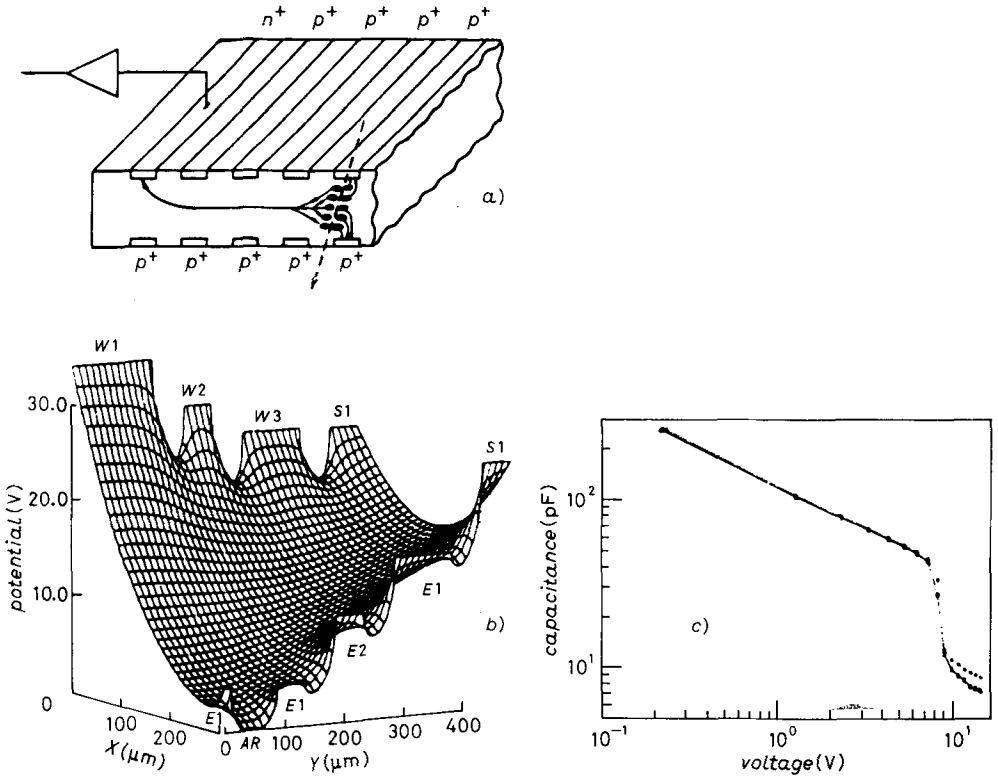 n⁺ p⁺ p⁺ p⁺ p⁺
a)
p⁺ p⁺ p⁺ p⁺ p⁺
W1
W2
W3
S1
S1
30.0
20.0
10.0
0
potential(V)
E1
E2
E1
E1
AR
b)
100
200
X(μm)
0 100 200 300 400
Y(μm)
capacitance(pF)
10²
10¹
c)
10⁻¹ 10⁰ 10¹
voltage(V)